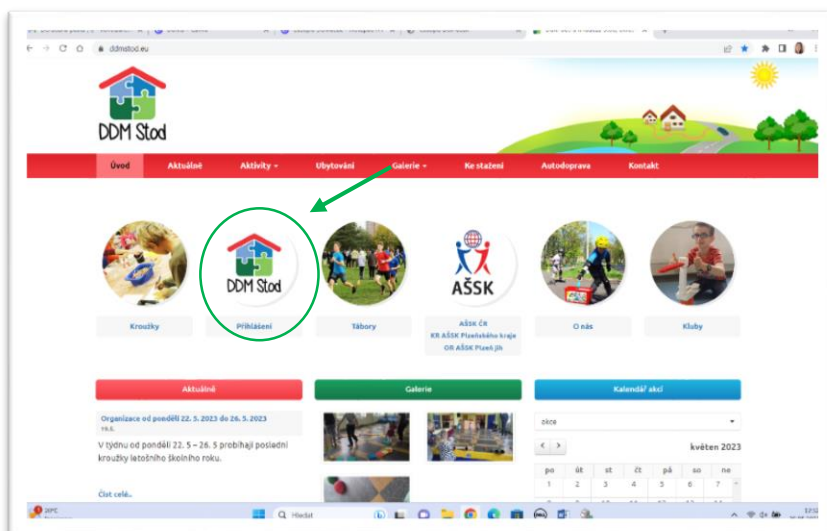 ddmstod.eu
DDM Stod
Úvod Aktuálně Aktivity Ubytování Galerie Ke stažení Autodoprava Kontakt
DDM Stod
AŠSK
Kroužky Přihlášení Tábory AŠSK ČR O nás Kluby
KR AŠSK Plzeňského kraje
OR AŠSK Plzeň jih
Aktuálně Galerie Kalendář akcí
Organizace od pondělí 22. 5. 2023 do 26. 5. 2023
19.5.
V týdnu od pondělí 22. 5 – 26. 5 probíhají poslední
kroužky letošního školního roku.
Číst celé..
akce
< > květen 2023
po út st čt pá so ne
1 2 3 4 5 6 7
Hledat